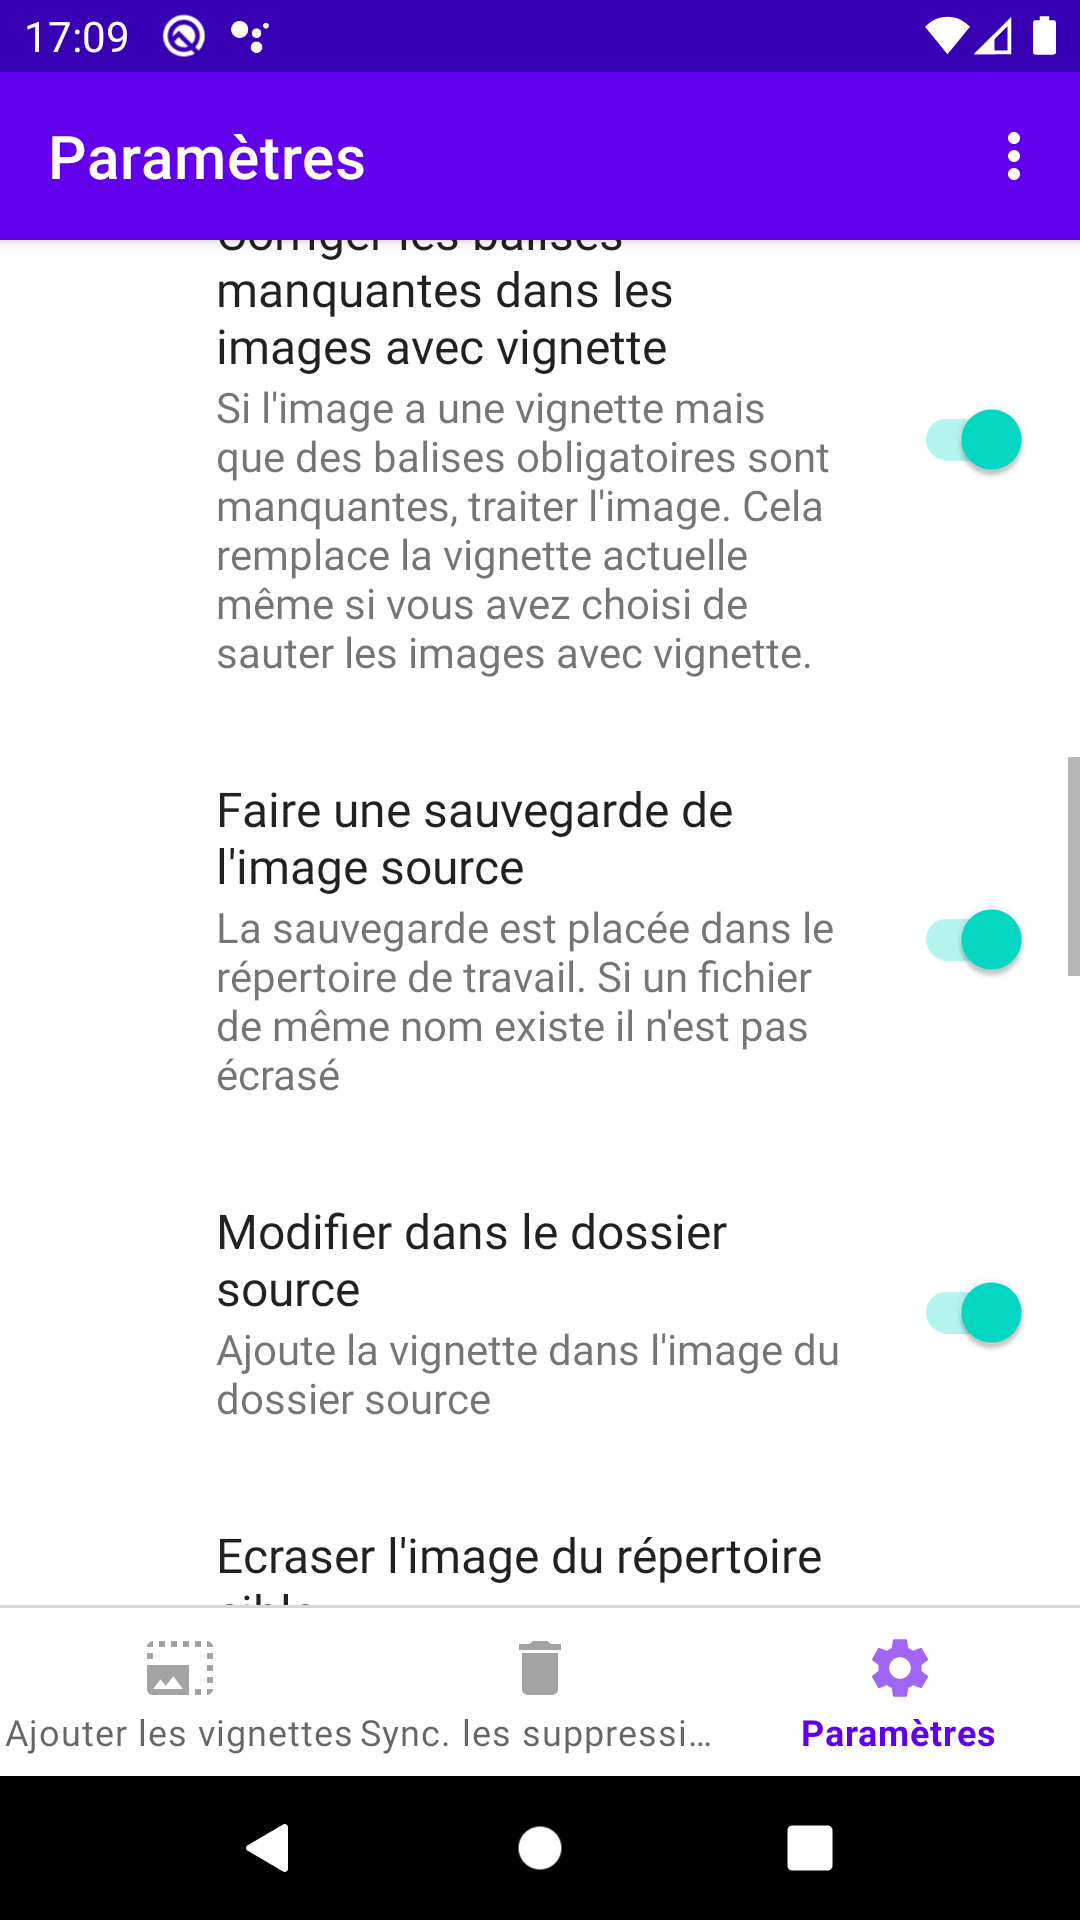 17:09
Paramètres
Corriger les balises
manquantes dans les
images avec vignette
Si l'image a une vignette mais
que des balises obligatoires sont
manquantes, traiter l'image. Cela
remplace la vignette actuelle
même si vous avez choisi de
sauter les images avec vignette.
Faire une sauvegarde de
l'image source
La sauvegarde est placée dans le
répertoire de travail. Si un fichier
de même nom existe il n'est pas
écrasé
Modifier dans le dossier
source
Ajoute la vignette dans l'image du
dossier source
Ecraser l'image du répertoire
Ajouter les vignettes
Sync. les suppressi…
Paramètres